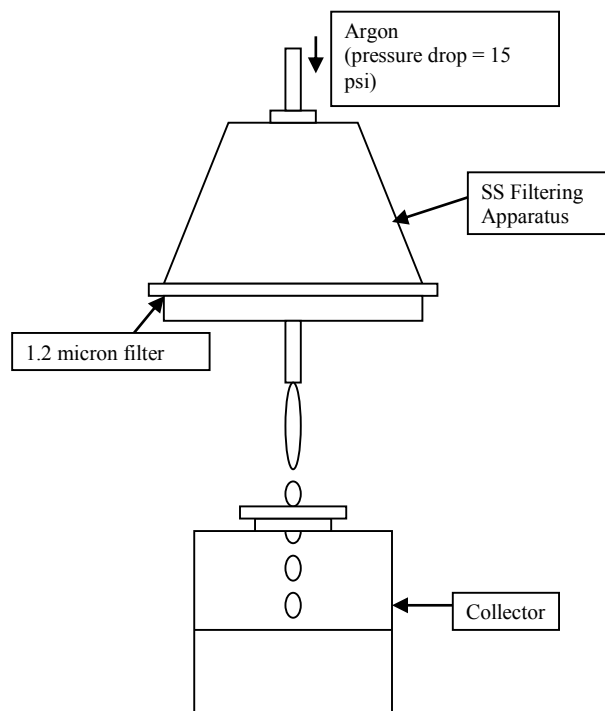 Argon
(pressure drop = 15
psi)
SS Filtering
Apparatus
1.2 micron filter
Collector